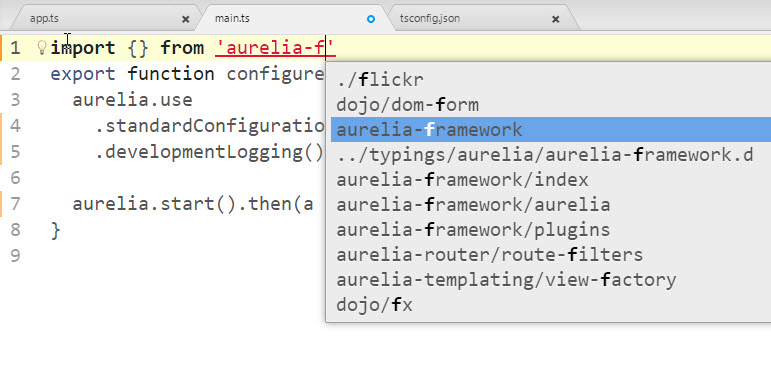 app.ts × main.ts tsconfig.json ×
1 import {} from 'aurelia-f'
2 export function configure
3 aurelia.use
4 .standardConfiguratio
5 .developmentLogging()
6
7 aurelia.start().then(a
8 }
9
./flickr
dojo/dom-form
aurelia-framework
../typings/aurelia/aurelia-framework.d
aurelia-framework/index
aurelia-framework/aurelia
aurelia-framework/plugins
aurelia-router/route-filters
aurelia-templating/view-factory
dojo/fx